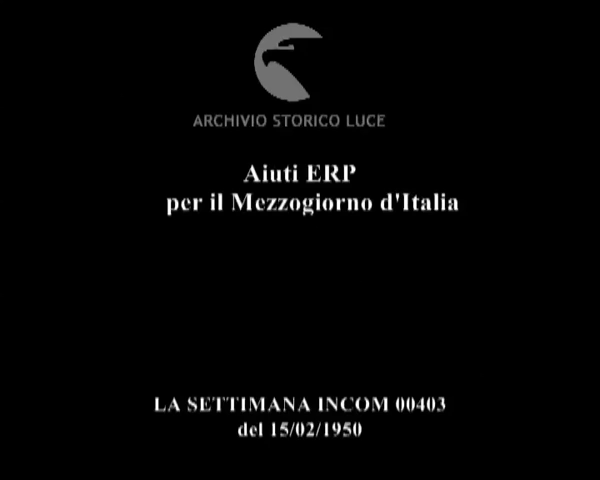 ARCHIVIO STORICO LUCE
Aiuti ERP
per il Mezzogiorno d'Italia
LA SETTIMANA INCOM 00403
del 15/02/1950